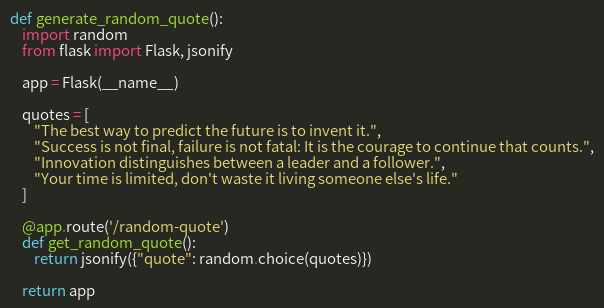 def generate_random_quote():
    import random
    from flask import Flask, jsonify

    app = Flask(__name__)

    quotes = [
        "The best way to predict the future is to invent it.",
        "Success is not final, failure is not fatal: It is the courage to continue that counts.",
        "Innovation distinguishes between a leader and a follower.",
        "Your time is limited, don't waste it living someone else's life."
    ]

    @app.route('/random-quote')
    def get_random_quote():
        return jsonify({"quote": random.choice(quotes)})

    return app